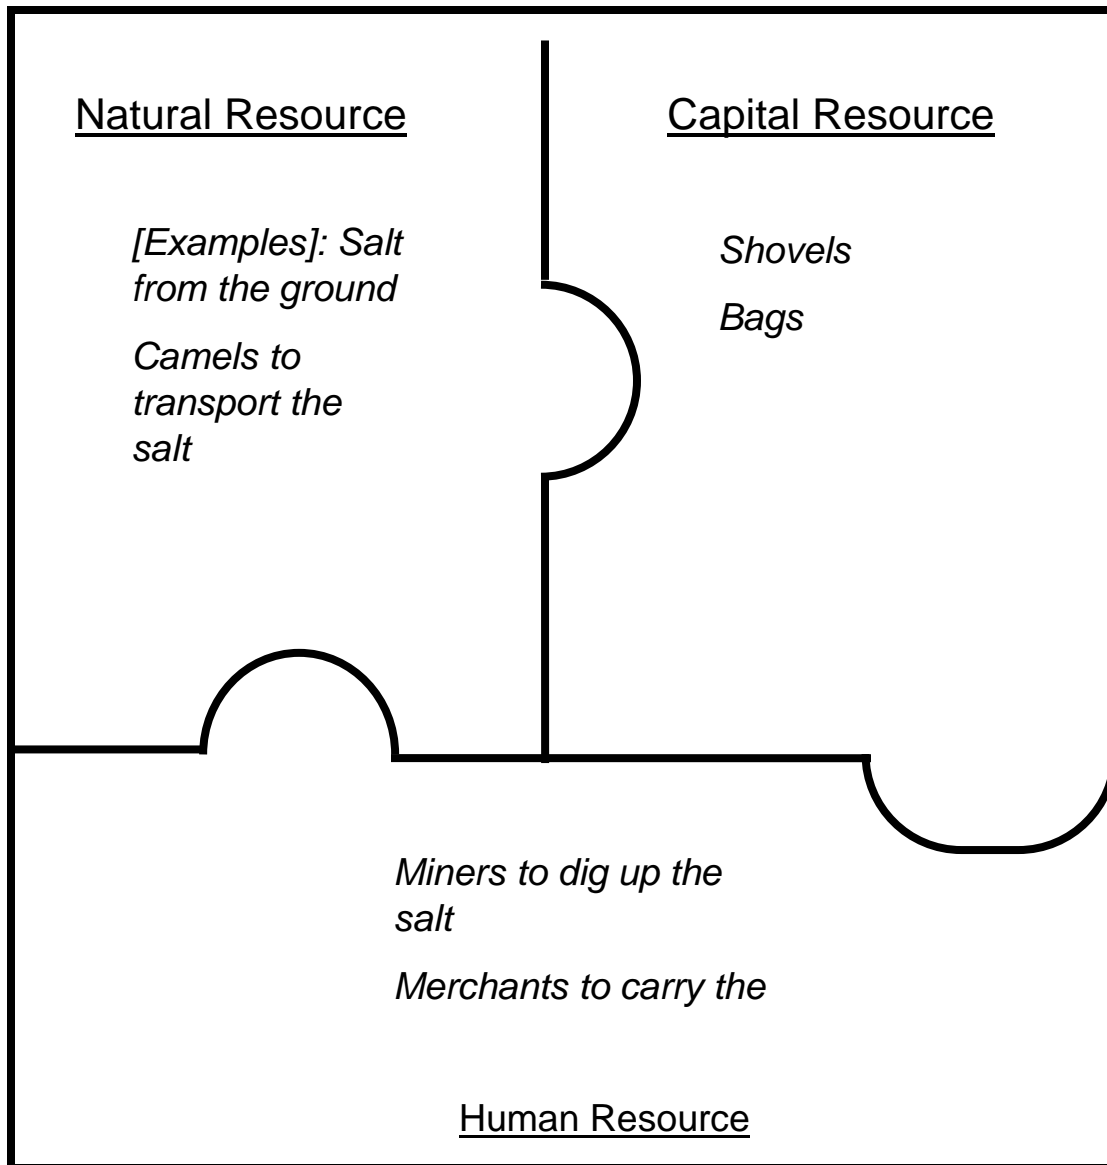 Natural Resource
[Examples]: Salt
from the ground
Camels to
transport the
salt
Capital Resource
Shovels
Bags
Miners to dig up the
salt
Merchants to carry the
Human Resource